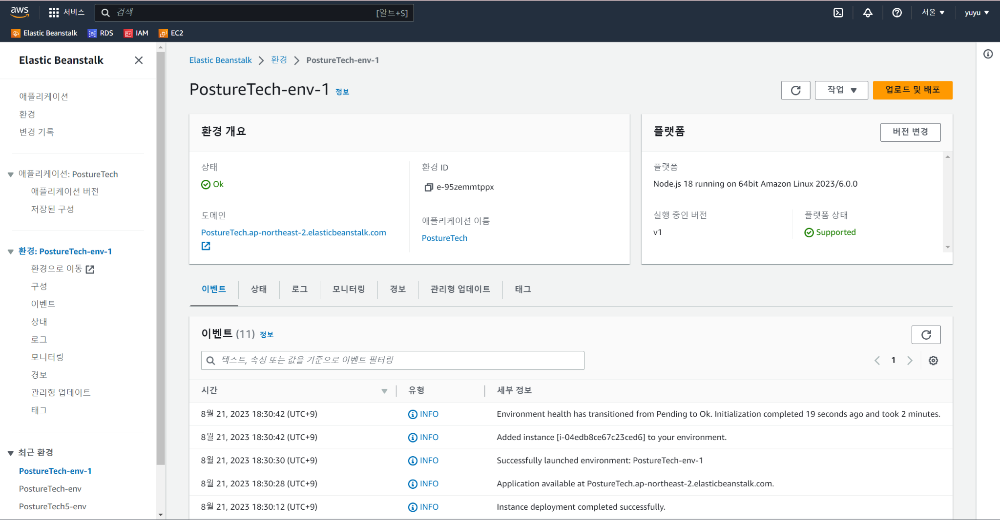 aws 서비스 검색 [알트+S] 서울 ▼ yuyu ▼
Elastic Beanstalk RDS IAM EC2
Elastic Beanstalk
애플리케이션
환경
변경 기록
애플리케이션: PostureTech
애플리케이션 버전
저장된 구성
환경: PostureTech-env-1
환경으로 이동
구성
이벤트
상태
로그
모니터링
경보
관리형 업데이트
태그
최근 환경
PostureTech-env-1
PostureTech-env
PostureTech5-env
Elastic Beanstalk > 환경 > PostureTech-env-1
PostureTech-env-1 정보
작업 ▼ 업로드 및 배포
환경 개요
상태
Ok
도메인
PostureTech.ap-northeast-2.elasticbeanstalk.com
환경 ID
e-95zemmtppx
애플리케이션 이름
PostureTech
플랫폼 버전 변경
플랫폼
Node.js 18 running on 64bit Amazon Linux 2023/6.0.0
실행 중인 버전
v1
플랫폼 상태
Supported
이벤트 상태 로그 모니터링 경보 관리형 업데이트 태그
이벤트 (11) 정보
텍스트, 속성 또는 값을 기준으로 이벤트 필터링
1
시간 유형 세부 정보
8월 21, 2023 18:30:42 (UTC+9) INFO Environment health has transitioned from Pending to Ok. Initialization completed 19 seconds ago and took 2 minutes.
8월 21, 2023 18:30:42 (UTC+9) INFO Added instance [i-04edb8ce67c23ced6] to your environment.
8월 21, 2023 18:30:30 (UTC+9) INFO Successfully launched environment: PostureTech-env-1
8월 21, 2023 18:30:28 (UTC+9) INFO Application available at PostureTech.ap-northeast-2.elasticbeanstalk.com.
8월 21, 2023 18:30:12 (UTC+9) INFO Instance deployment completed successfully.